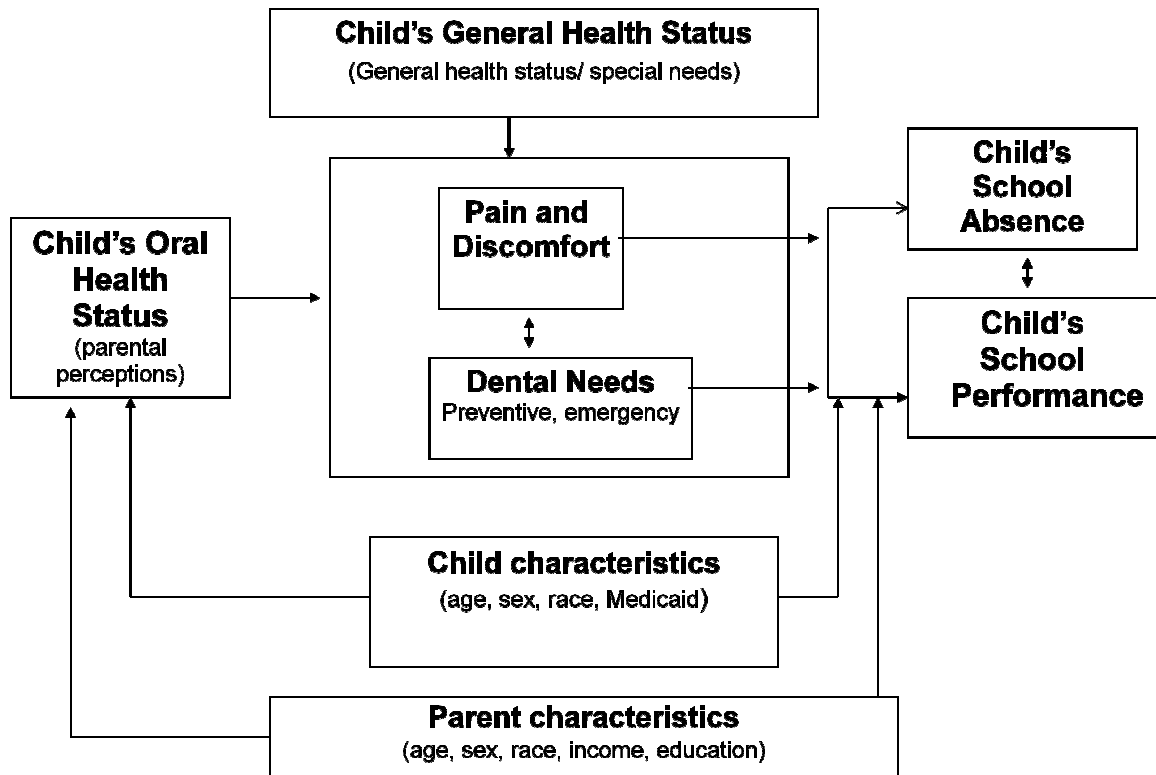 Child's General Health Status
(General health status/ special needs)
Child's
School
Absence
Pain and
Discomfort
Child's Oral
Health
Status
(parental
perceptions)
Child's
School
Performance
Dental Needs
Preventive, emergency
Child characteristics
(age, sex, race, Medicaid)
Parent characteristics
(age, sex, race, income, education)